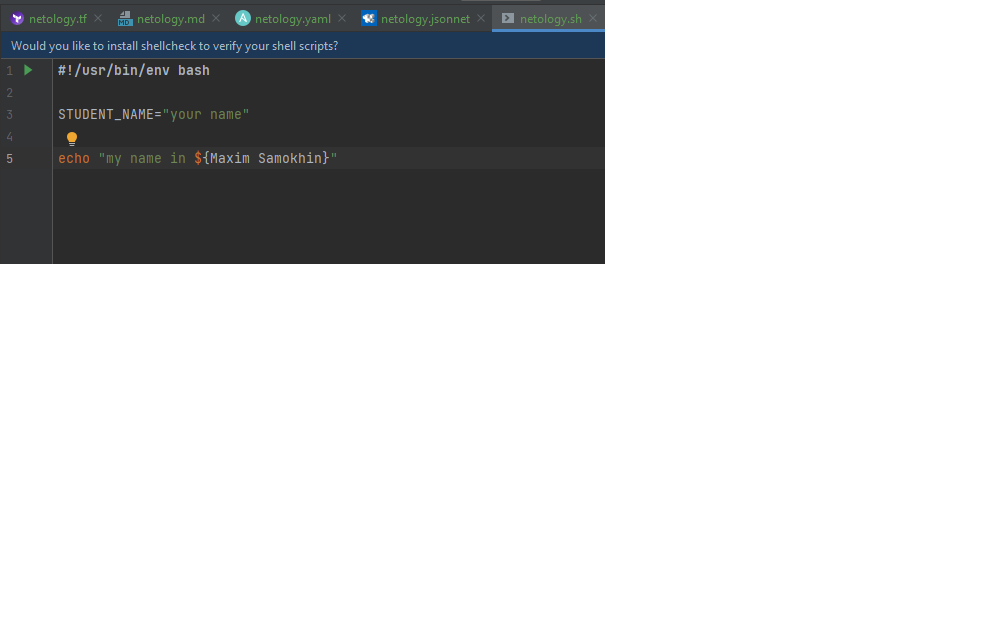 netology.tf netology.md netology.yaml netology.jsonnet netology.sh
Would you like to install shellcheck to verify your shell scripts?
1 #!/usr/bin/env bash
2
3 STUDENT_NAME="your name"
4
5 echo "my name in ${Maxim Samokhin}"